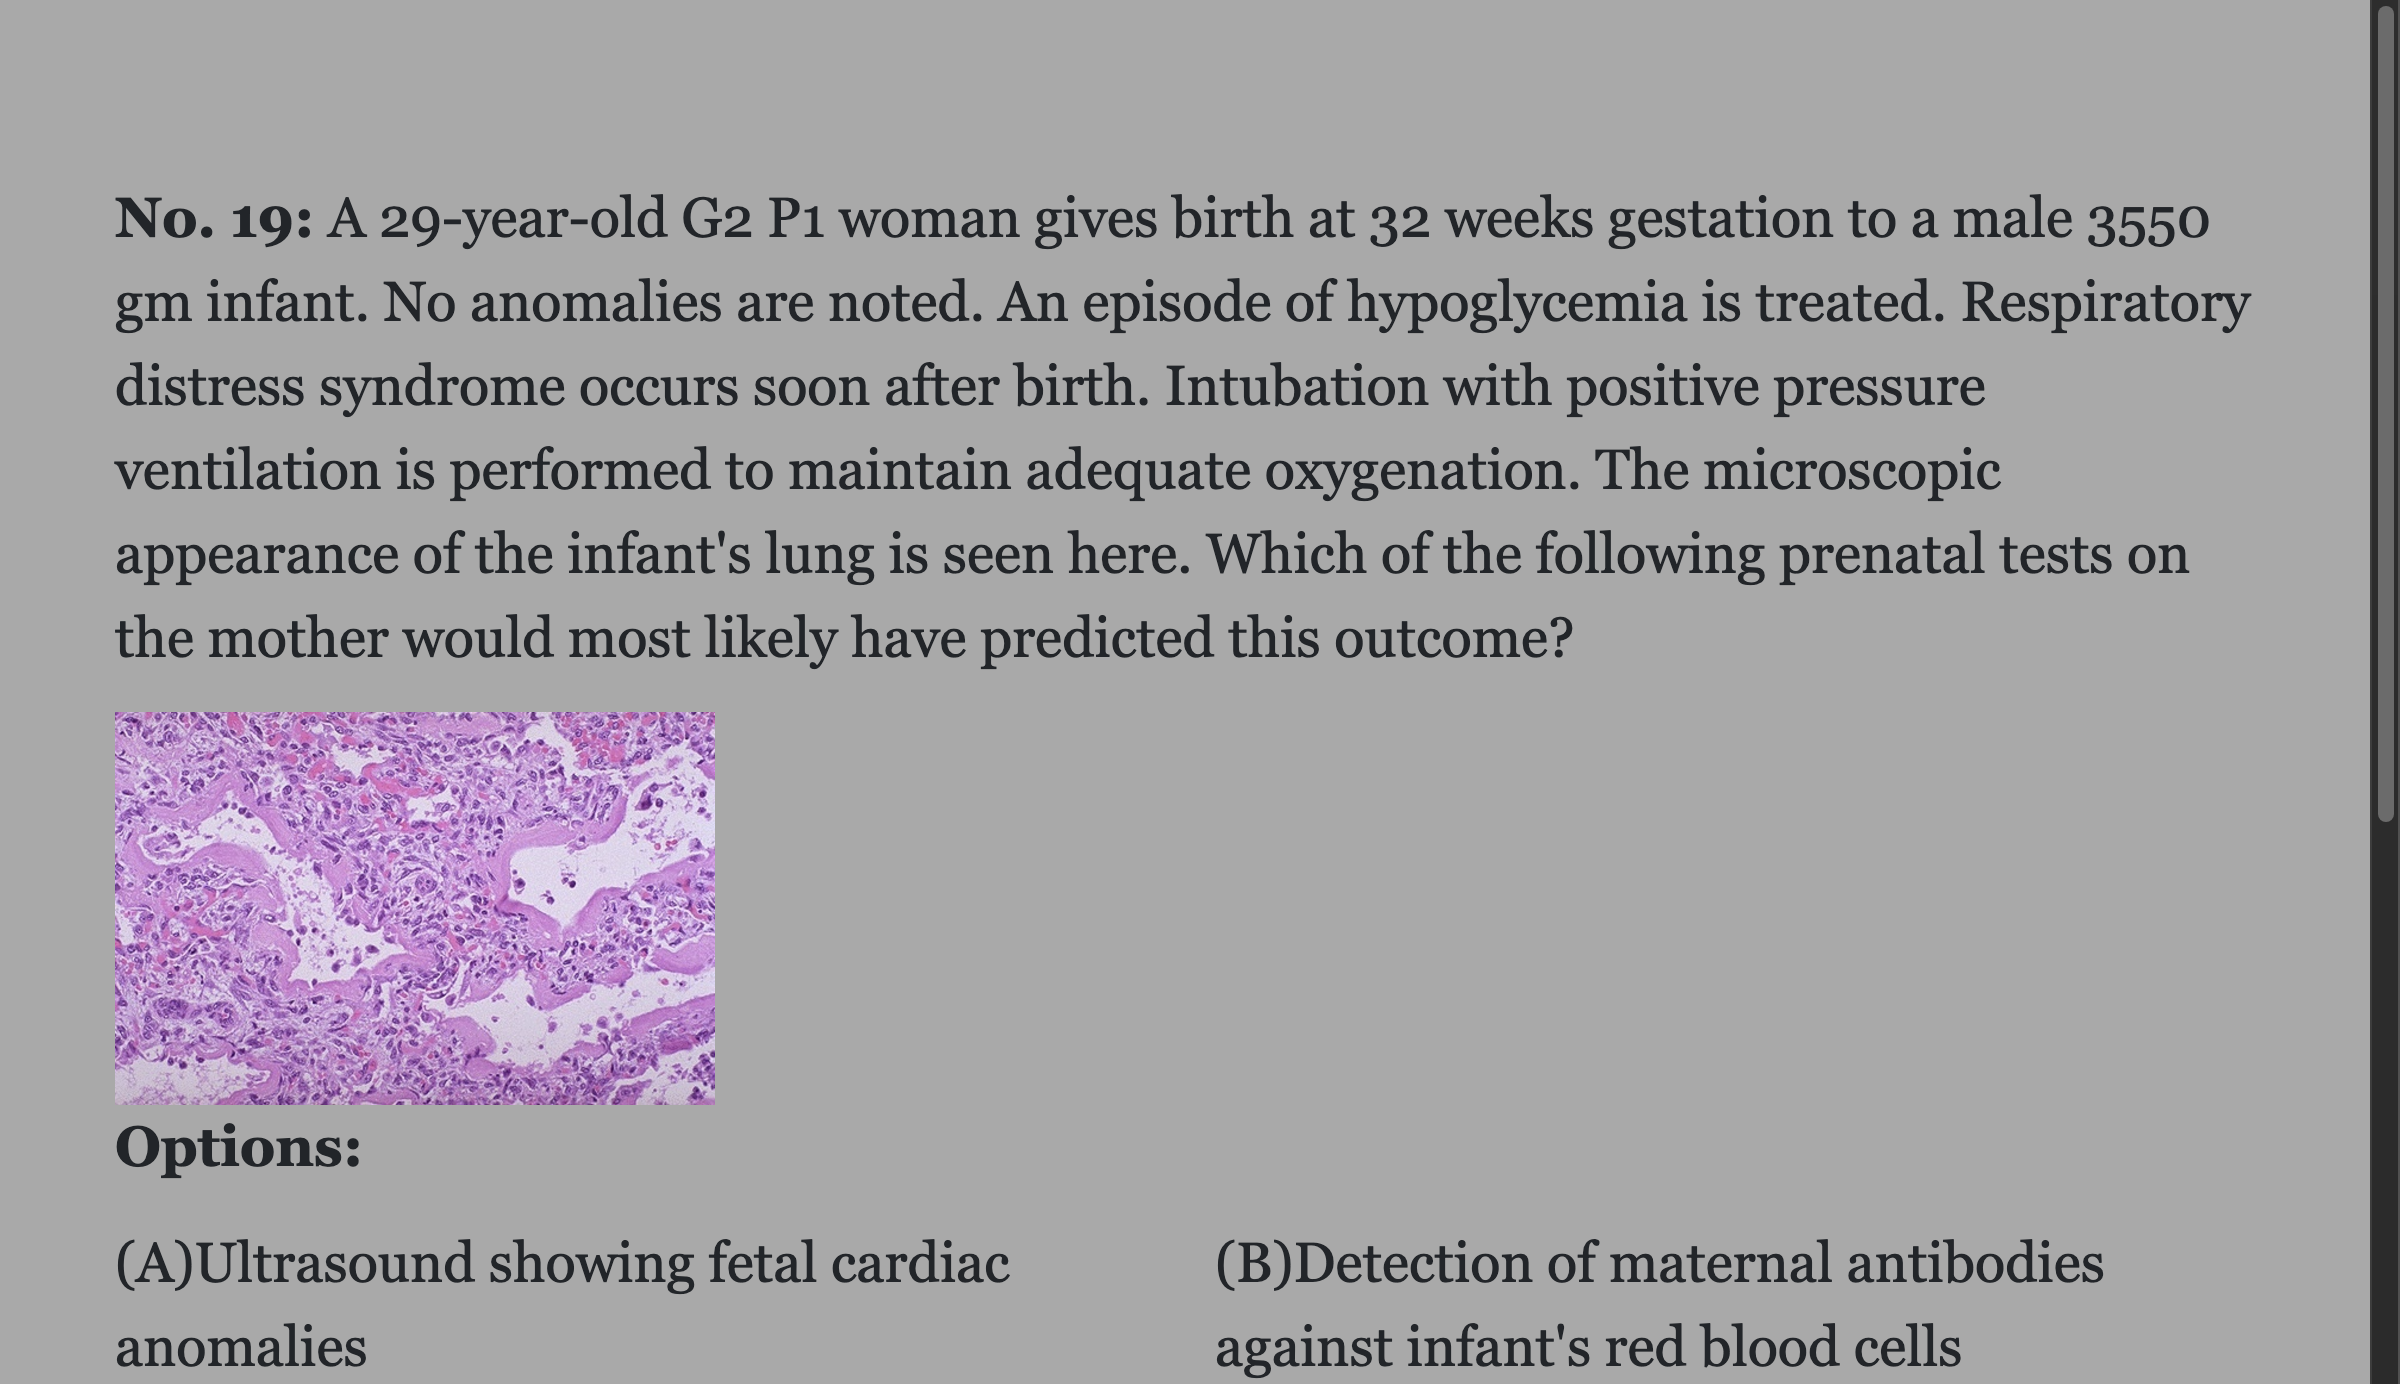 No. 19: A 29-year-old G2 P1 woman gives birth at 32 weeks gestation to a male 3550
gm infant. No anomalies are noted. An episode of hypoglycemia is treated. Respiratory
distress syndrome occurs soon after birth. Intubation with positive pressure
ventilation is performed to maintain adequate oxygenation. The microscopic
appearance of the infant's lung is seen here. Which of the following prenatal tests on
the mother would most likely have predicted this outcome?
Options:
(A)Ultrasound showing fetal cardiac
anomalies
(B)Detection of maternal antibodies
against infant's red blood cells